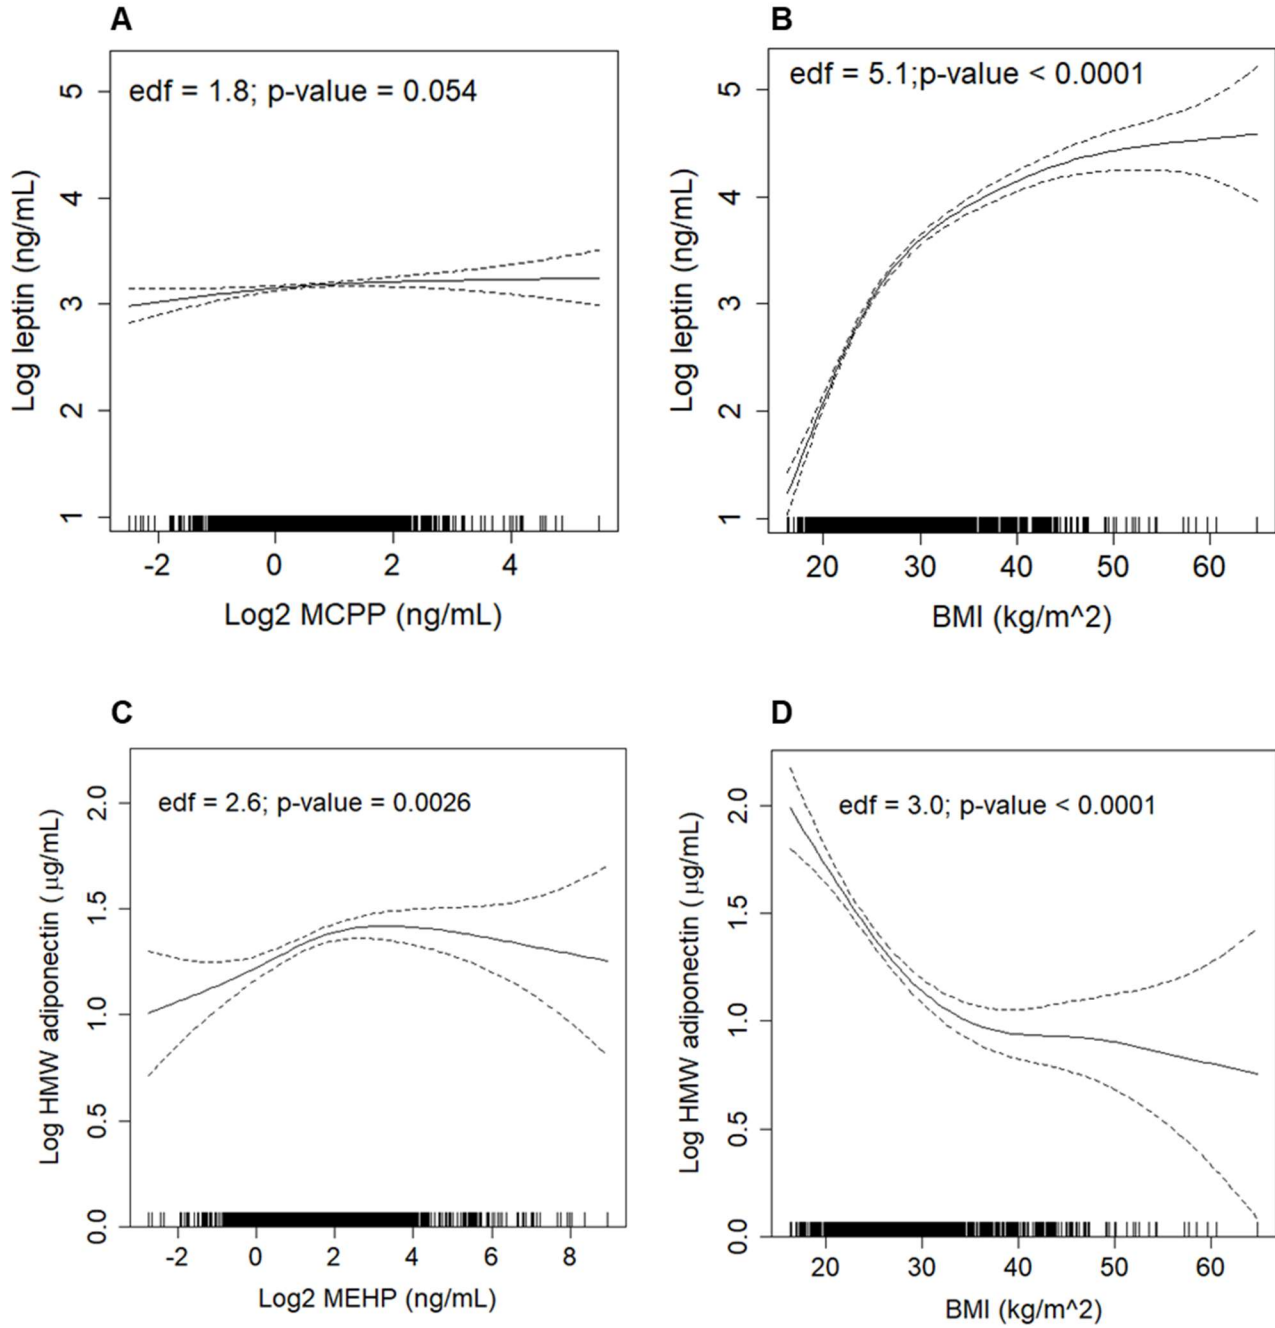 A
edf = 1.8; p-value = 0.054
Log leptin (ng/mL)
5
4
3
2
1
-2 0 2 4
Log2 MCPP (ng/mL)
B
edf = 5.1;p-value < 0.0001
Log leptin (ng/mL)
5
4
3
2
1
20 30 40 50 60
BMI (kg/m^2)
C
edf = 2.6; p-value = 0.0026
Log HMW adiponectin ( µg/mL)
2.0
1.5
1.0
0.5
0.0
-2 0 2 4 6 8
Log2 MEHP (ng/mL)
D
edf = 3.0; p-value < 0.0001
Log HMW adiponectin ( µg/mL)
2.0
1.5
1.0
0.5
0.0
20 30 40 50 60
BMI (kg/m^2)